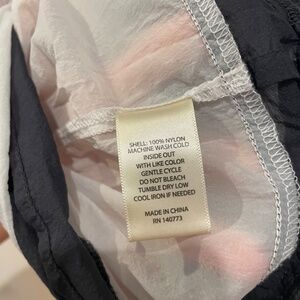 SHELL: 100% NYLON
MACHINE WASH COLD
INSIDE OUT
WITH LIKE COLOR
GENTLE CYCLE
DO NOT BLEACH
TUMBLE DRY LOW
COOL IRON IF NEEDED
MADE IN CHINA
RN 140773